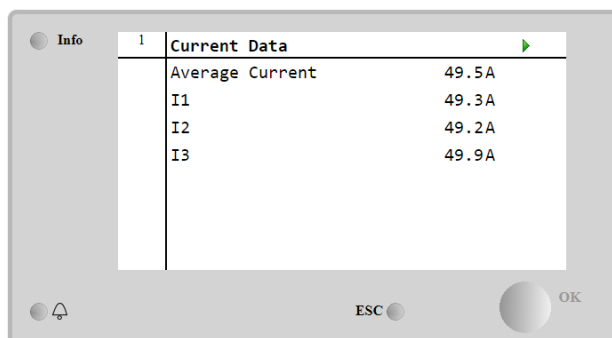 Info
1 Current Data
Average Current 49.5A
I1 49.3A
I2 49.2A
I3 49.9A
ESC
OK